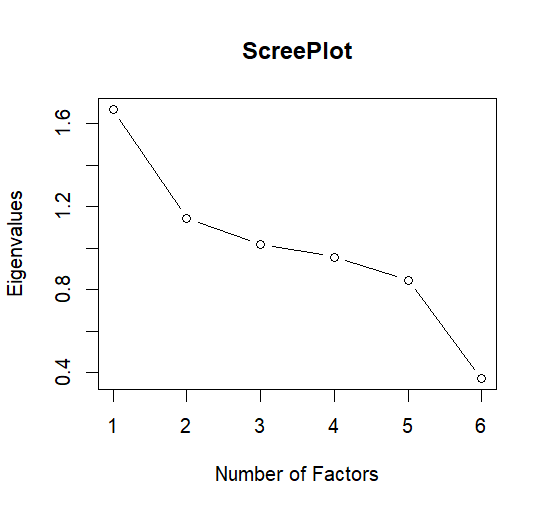 ScreePlot
Eigenvalues
1.6
1.2
0.8
0.4
1 2 3 4 5 6
Number of Factors